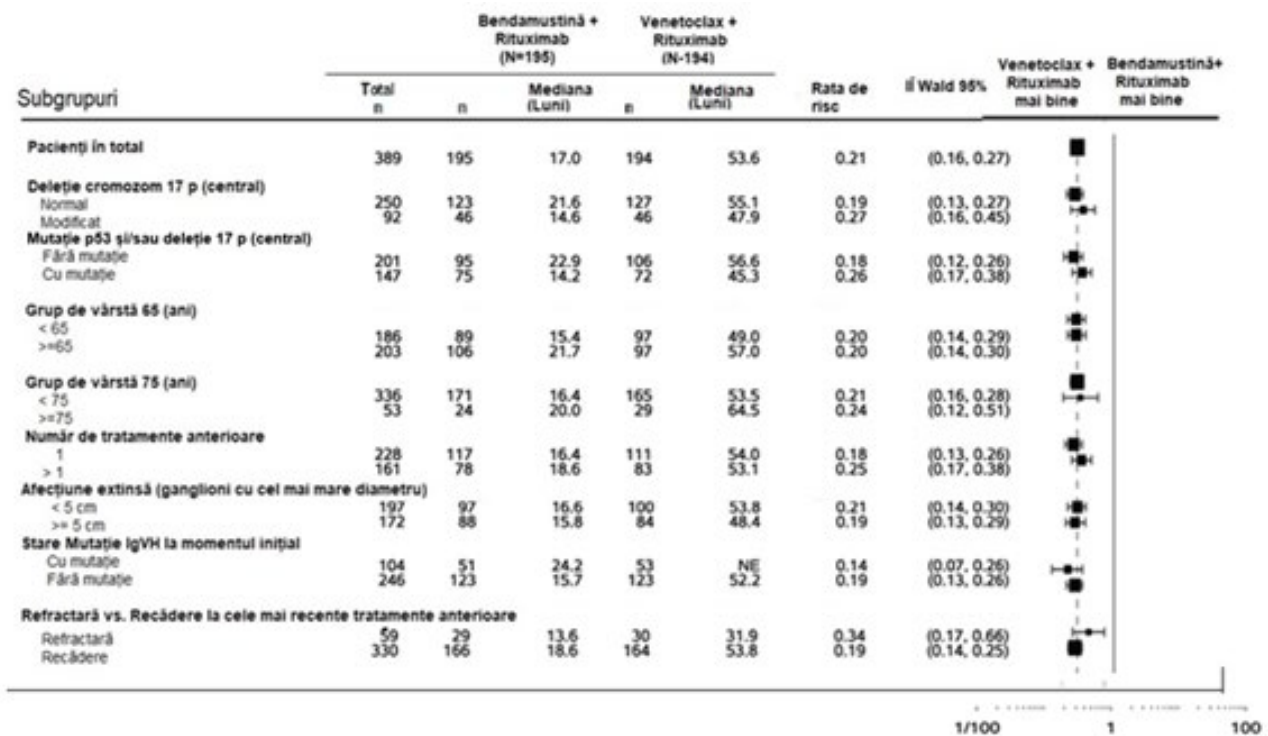 Bendamustină + Rituximab (N=195) Venetoclax + Rituximab (N-194)
Venetoclax + Rituximab mai bine Bendamustină+ Rituximab mai bine
Subgrupuri Total n n Mediana (Luni) n Mediana (Luni) Rata de risc IÎ Wald 95%
Pacienți în total
389 195 17.0 194 53.6 0.21 (0.16, 0.27)
Deleție cromozom 17 p (central)
Normal 250 123 21.6 127 55.1 0.19 (0.13, 0.27)
Modificat 92 46 14.6 46 47.9 0.27 (0.16, 0.45)
Mutație p53 și/sau deleție 17 p (central)
Fără mutație 201 95 22.9 106 56.6 0.18 (0.12, 0.26)
Cu mutație 147 75 14.2 72 45.3 0.26 (0.17, 0.38)
Grup de vârstă 65 (ani)
< 65 186 89 15.4 97 49.0 0.20 (0.14, 0.29)
>=65 203 106 21.7 97 57.0 0.20 (0.14, 0.30)
Grup de vârstă 75 (ani)
< 75 336 171 16.4 165 53.5 0.21 (0.16, 0.28)
>=75 53 24 20.0 29 64.5 0.24 (0.12, 0.51)
Număr de tratamente anterioare
1 228 117 16.4 111 54.0 0.18 (0.13, 0.26)
> 1 161 78 18.6 83 53.1 0.25 (0.17, 0.38)
Afecțiune extinsă (ganglioni cu cel mai mare diametru)
< 5 cm 197 97 16.6 100 53.8 0.21 (0.14, 0.30)
>= 5 cm 172 88 15.8 84 48.4 0.19 (0.13, 0.29)
Stare Mutație IgVH la momentul inițial
Cu mutație 104 51 24.2 53 NE 0.14 (0.07, 0.26)
Fără mutație 246 123 15.7 123 52.2 0.19 (0.13, 0.26)
Refractară vs. Recădere la cele mai recente tratamente anterioare
Refractară 59 29 13.6 30 31.9 0.34 (0.17, 0.66)
Recădere 330 166 18.6 164 53.8 0.19 (0.14, 0.25)
1/100 1 100